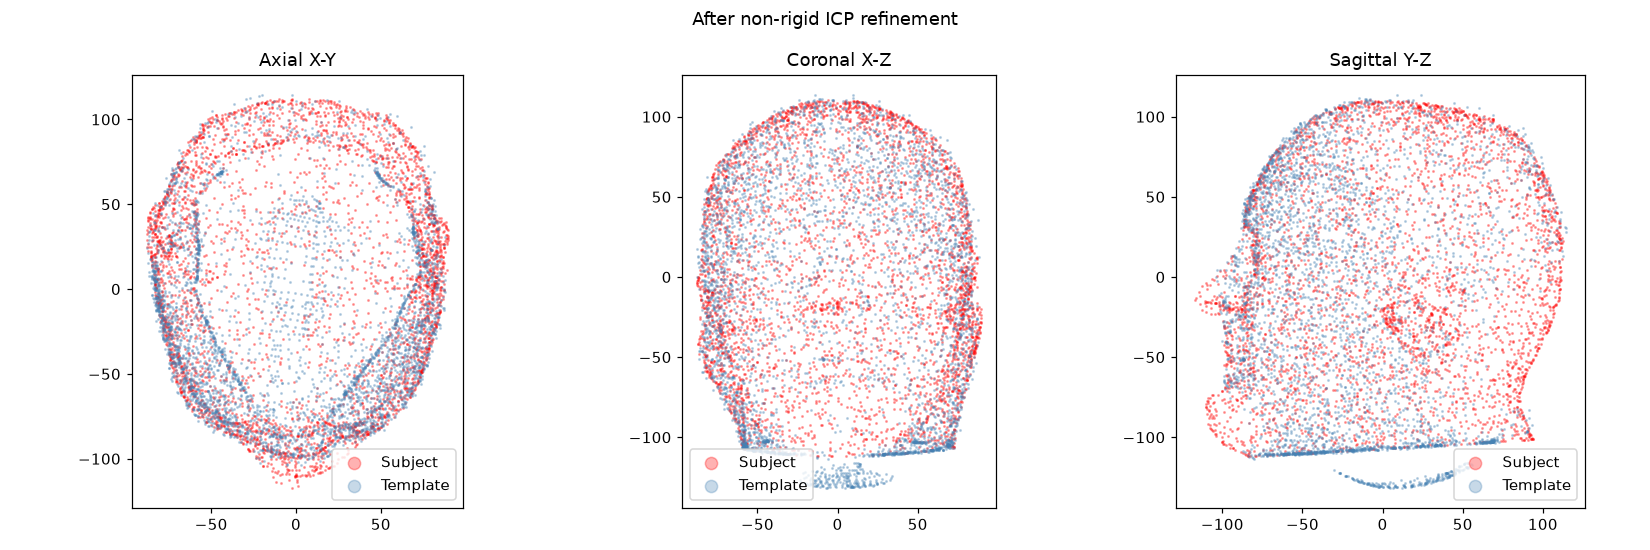 After non-rigid ICP refinement
Axial X-Y
100
50
0
−50
−100
−50
0
50
Subject
Template
Coronal X-Z
100
50
0
−50
−100
−50
0
50
Subject
Template
Sagittal Y-Z
100
50
0
−50
−100
−100
−50
0
50
100
Subject
Template